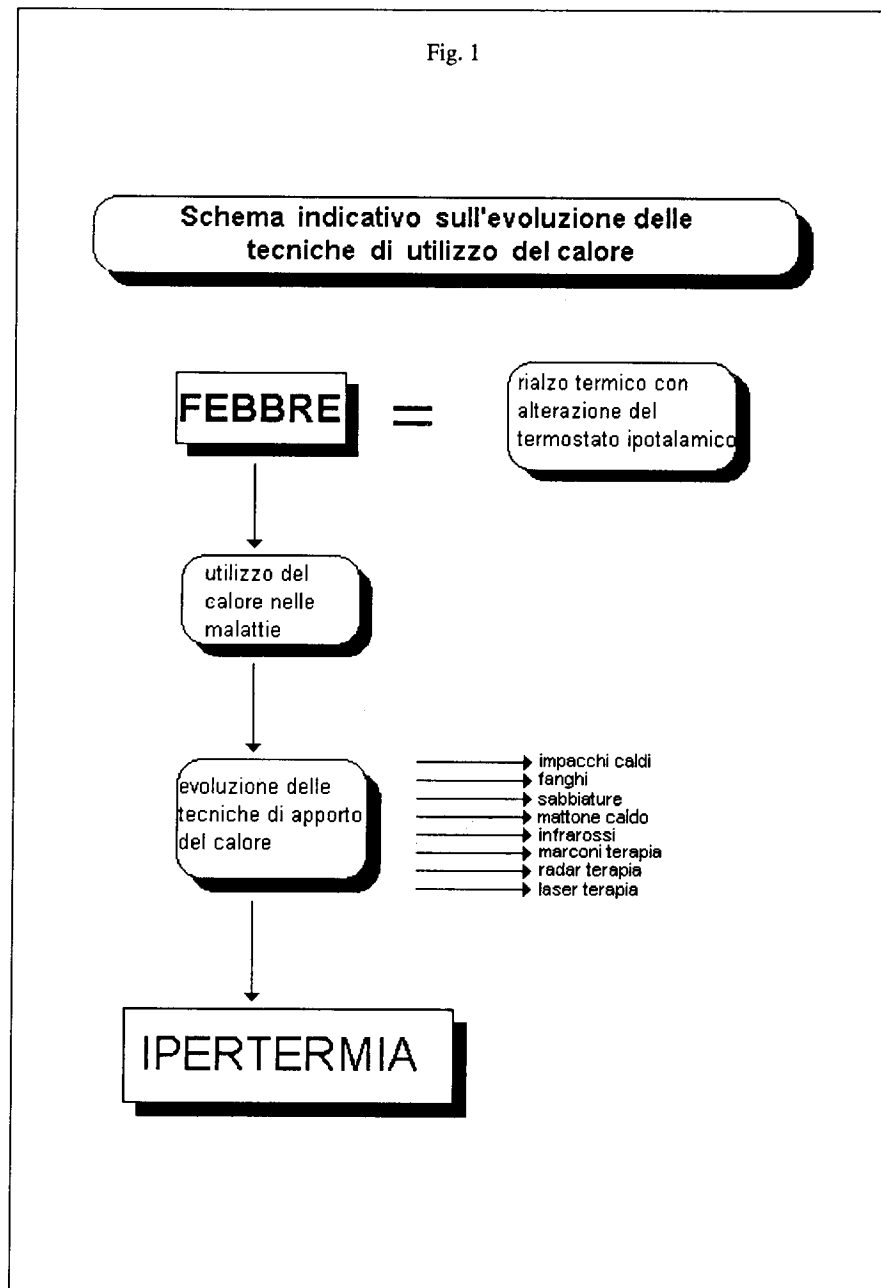 Fig. 1
Schema indicativo sull'evoluzione delle
tecniche di utilizzo del calore
FEBBRE
=
rialzo termico con
alterazione del
termostato ipotalamico
utilizzo del
calore nelle
malattie
evoluzione delle
tecniche di apporto
del calore
impacchi caldi
fanghi
sabbiature
mattone caldo
infrarossi
marconi terapia
radar terapia
laser terapia
IPERTERMIA